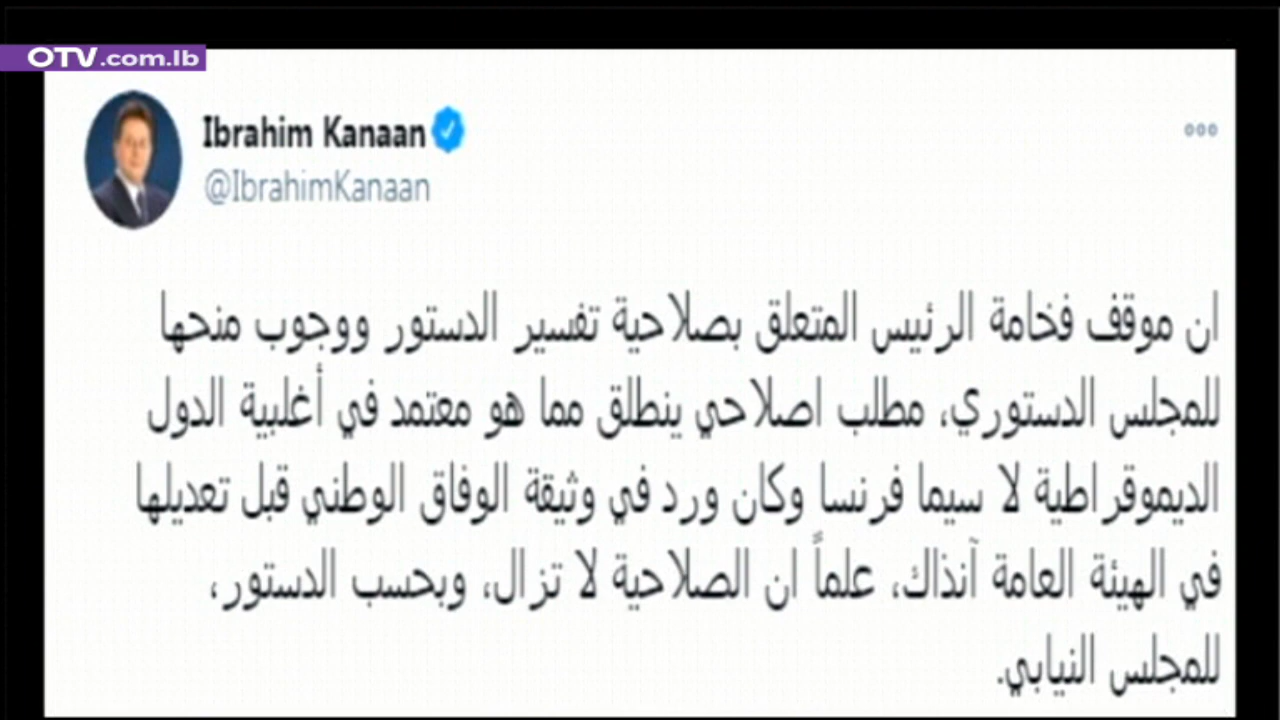 OTV.com.lb
Ibrahim Kanaan
@IbrahimKanaan
ان موقف فخامة الرئيس المتعلق بصلاحية تفسير الدستور ووجوب منحها
للمجلس الدستوري، مطلب اصلاحي ينطلق مما هو معتمد في أغلبية الدول
الديموقراطية لا سيما فرنسا وكان ورد في وثيقة الوفاق الوطني قبل تعديلها
في الهيئة العامة آنذاك، علماً ان الصلاحية لا تزال، وبحسب الدستور،
للمجلس النيابي.